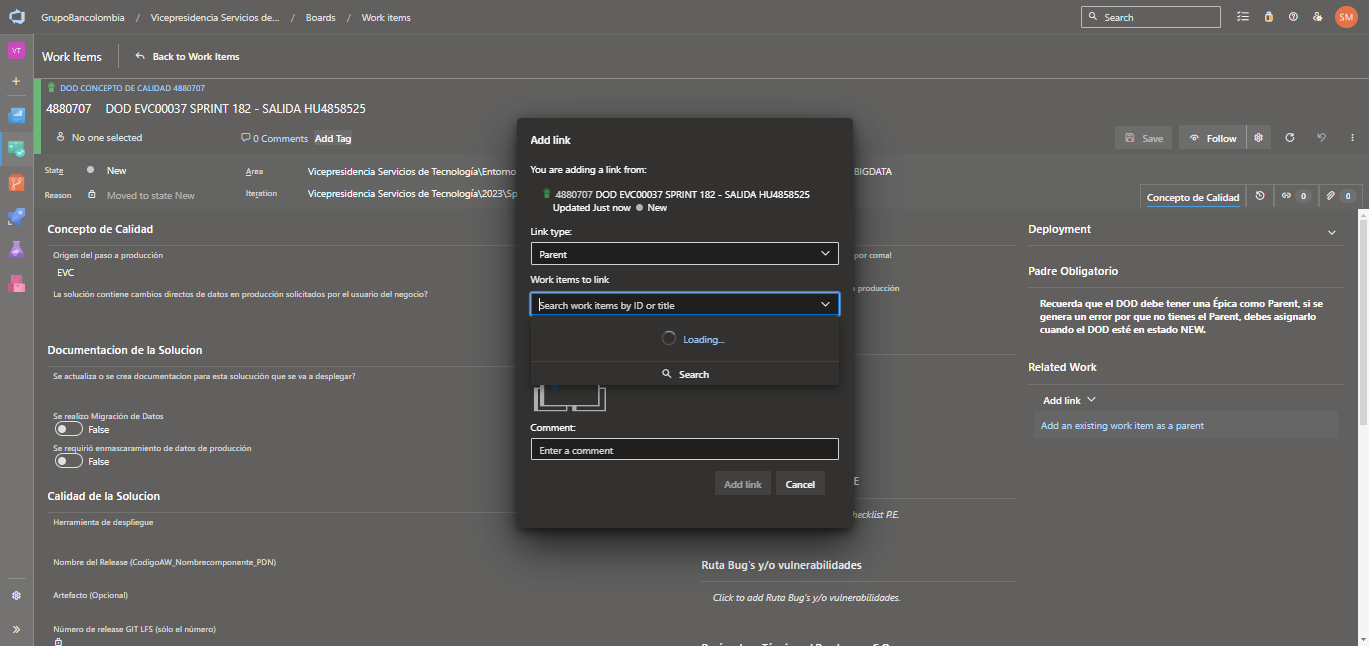 GrupoBancolombia / Vicepresidencia Servicios de... / Boards / Work items
Search
SM
VT
Work Items
Back to Work Items
DOD CONCEPTO DE CALIDAD 4880707
4880707 DOD EVC00037 SPRINT 182 - SALIDA HU4858525
No one selected
0 Comments
Add Tag
Save
Follow
State
New
Area
Vicepresidencia Servicios de Tecnología\Entorno
BIGDATA
Reason
Moved to state New
Iteration
Vicepresidencia Servicios de Tecnología\2023\Sp
Concepto de Calidad
0
0
Concepto de Calidad
Origen del paso a producción
EVC
La solución contiene cambios directos de datos en producción solicitados por el usuario del negocio?
Documentacion de la Solucion
Se actualiza o se crea documentacion para esta solucución que se va a desplegar?
Se realizo Migración de Datos
False
Se requirió enmascaramiento de datos de producción
False
Calidad de la Solucion
Herramienta de despliegue
Nombre del Release (CodigoAW_Nombrecomponente_PDN)
Artefacto (Opcional)
Número de release GIT LFS (sólo el número)
Add link
You are adding a link from:
4880707 DOD EVC00037 SPRINT 182 - SALIDA HU4858525
Updated Just now
New
Link type:
Parent
Work items to link
Search work items by ID or title
Loading...
Search
Comment:
Enter a comment
Add link
Cancel
por comal
producción
E
hecklist P.E.
Ruta Bug's y/o vulnerabilidades
Click to add Ruta Bug's y/o vulnerabilidades.
Deployment
Padre Obligatorio
Recuerda que el DOD debe tener una Épica como Parent, si se
genera un error por que no tienes el Parent, debes asignarlo
cuando el DOD esté en estado NEW.
Related Work
Add link
Add an existing work item as a parent